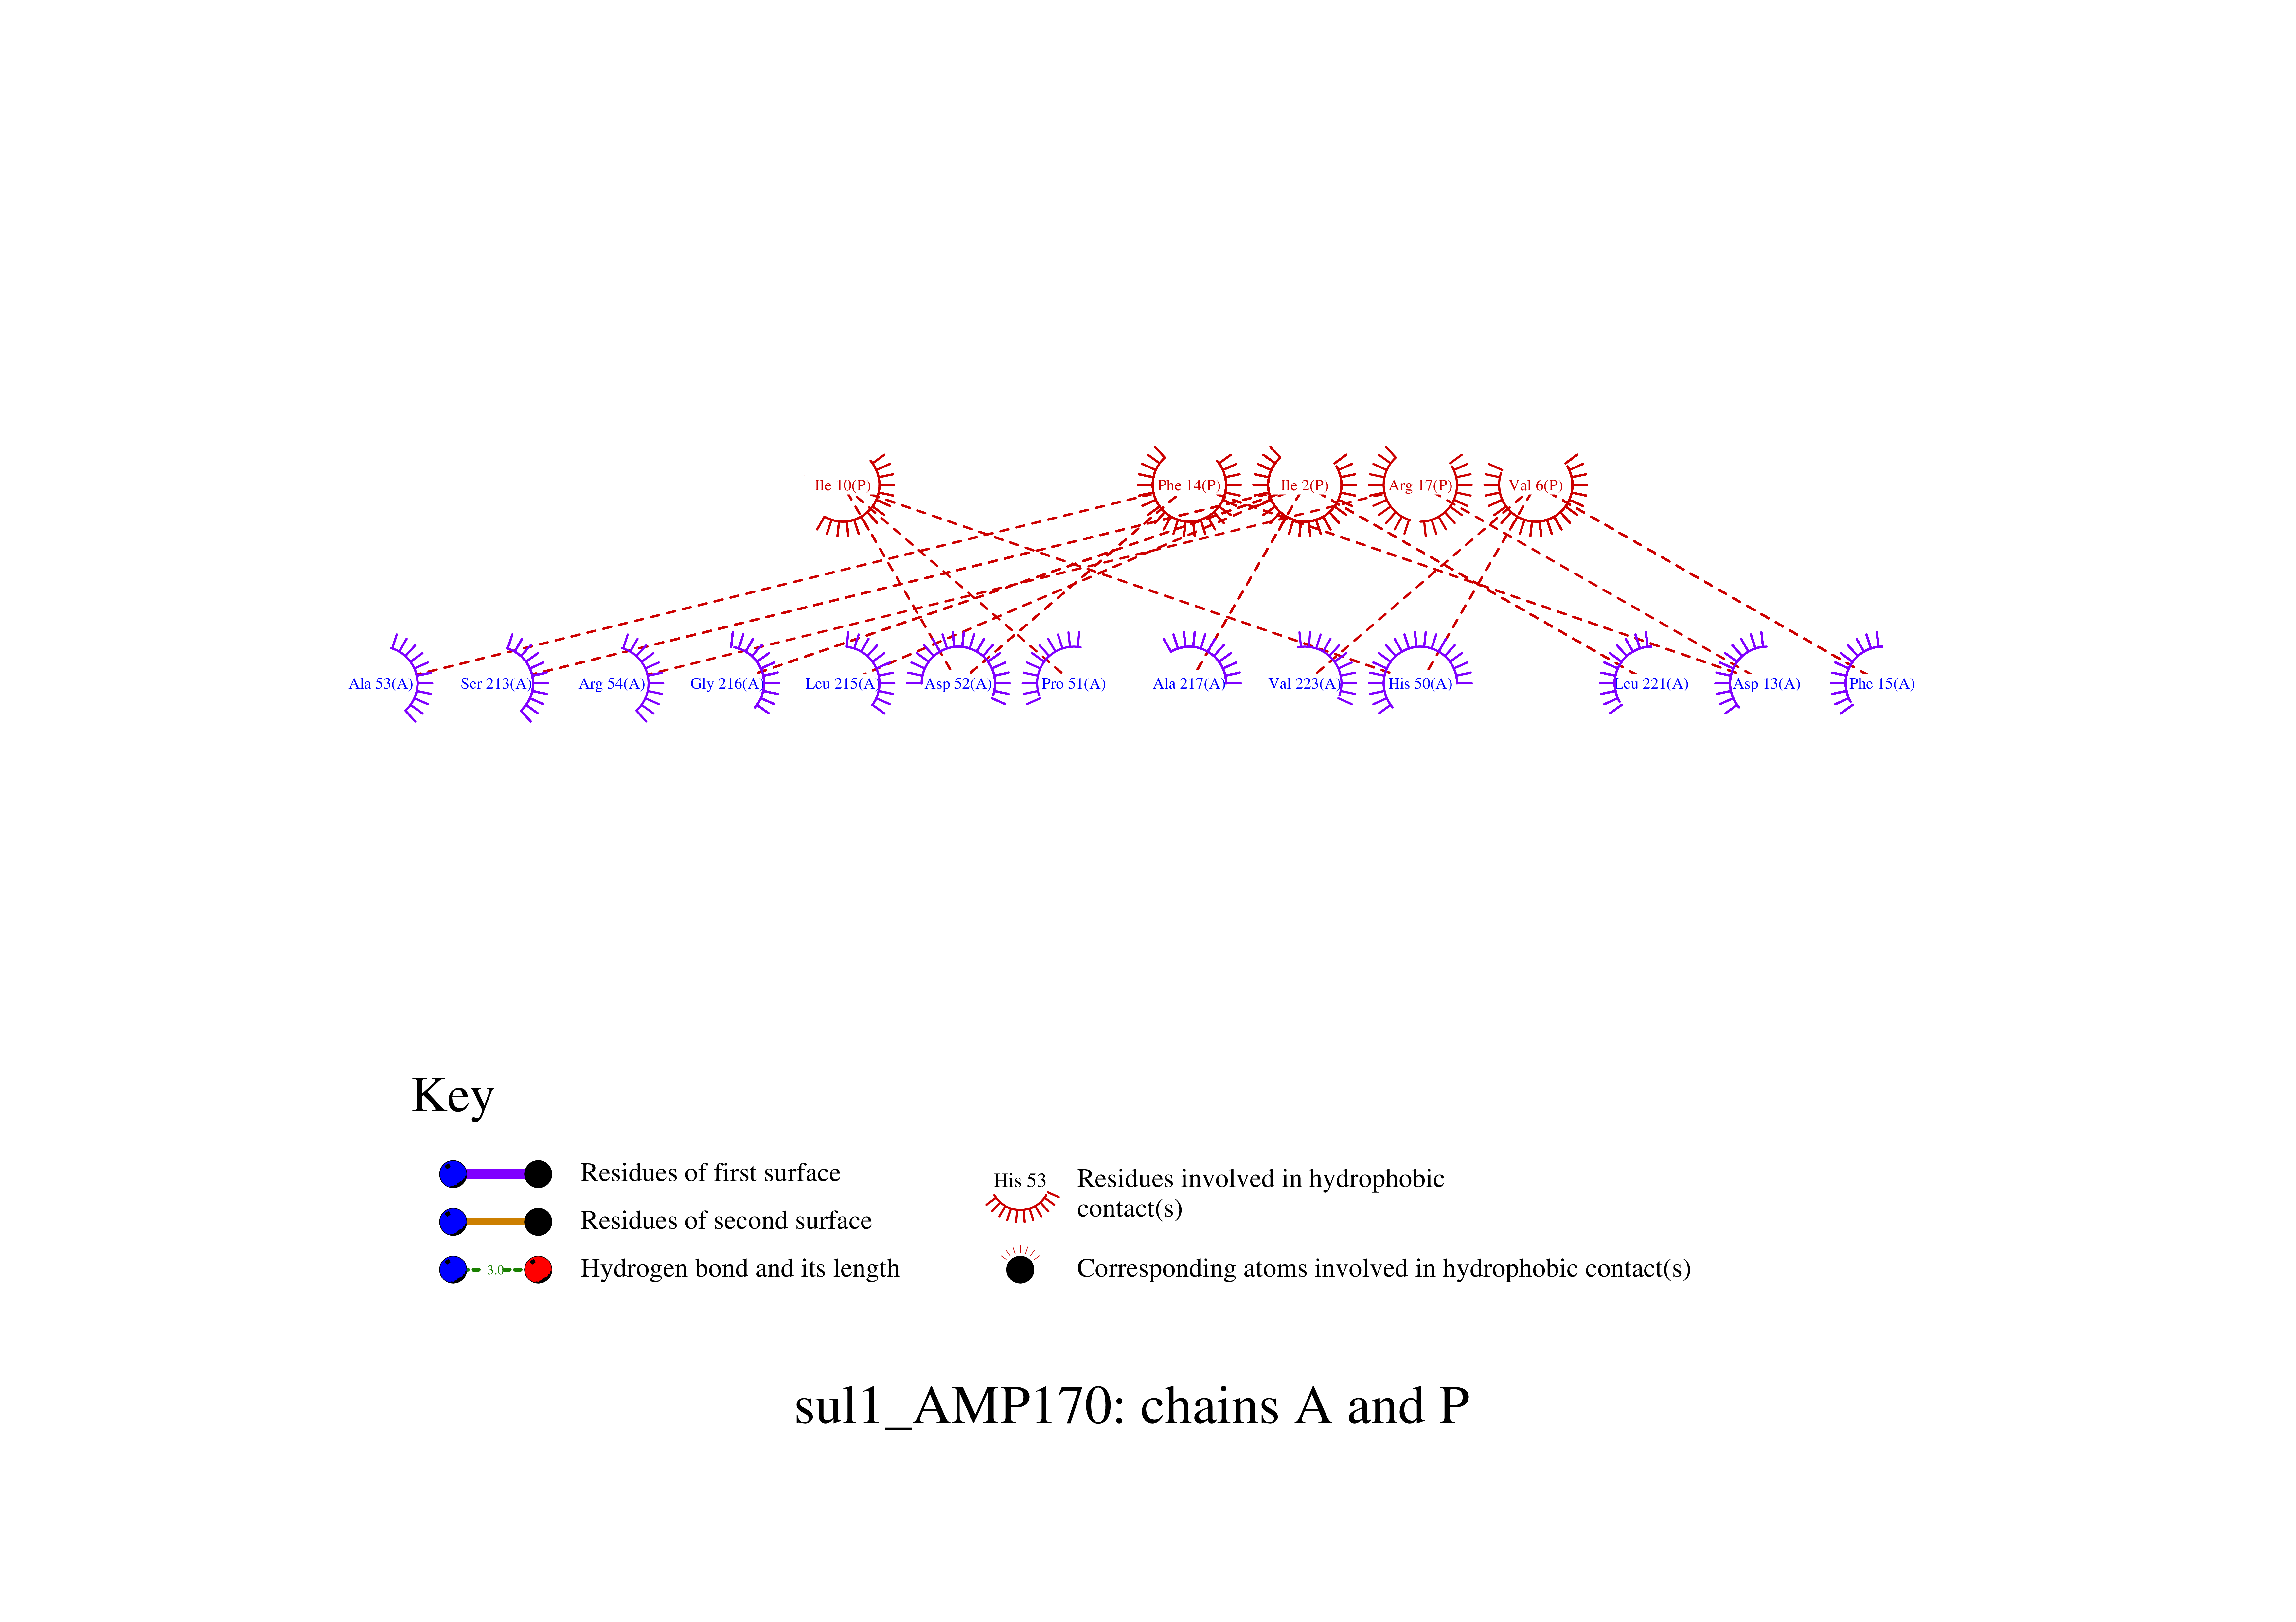 Ile 10(P) Phe 14(P) Ile 2(P) Arg 17(P) Val 6(P)
Ala 53(A) Ser 213(A) Arg 54(A) Gly 216(A) Leu 215(A) Asp 52(A) Pro 51(A) Ala 217(A) Val 223(A) His 50(A) Leu 221(A) Asp 13(A) Phe 15(A)
Key
Residues of first surface
Residues of second surface
3.0 Hydrogen bond and its length
His 53 Residues involved in hydrophobic
contact(s)
Corresponding atoms involved in hydrophobic contact(s)
sul1_AMP170: chains A and P